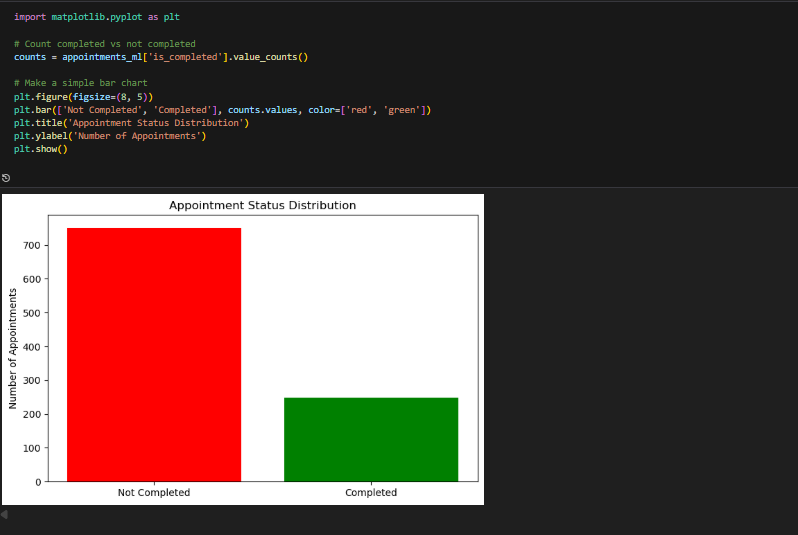 import matplotlib.pyplot as plt
# Count completed vs not completed
counts = appointments_ml['is_completed'].value_counts()
# Make a simple bar chart
plt.figure(figsize=(8, 5))
plt.bar(['Not Completed', 'Completed'], counts.values, color=['red', 'green'])
plt.title('Appointment Status Distribution')
plt.ylabel('Number of Appointments')
plt.show()
Appointment Status Distribution
Number of Appointments
700
600
500
400
300
200
100
0
Not Completed
Completed